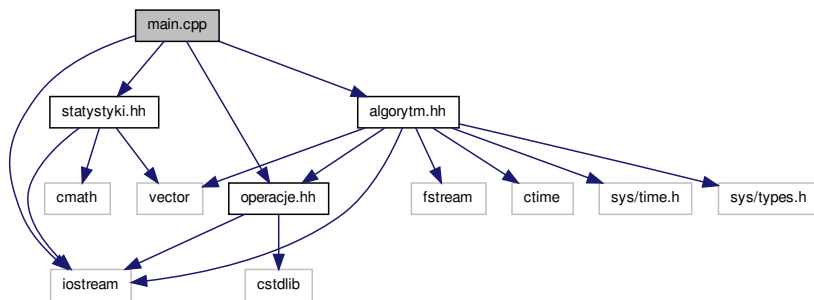 main.cpp
statystyki.hh
algorytm.hh
cmath
vector
operacje.hh
fstream
ctime
sys/time.h
sys/types.h
iostream
cstdlib